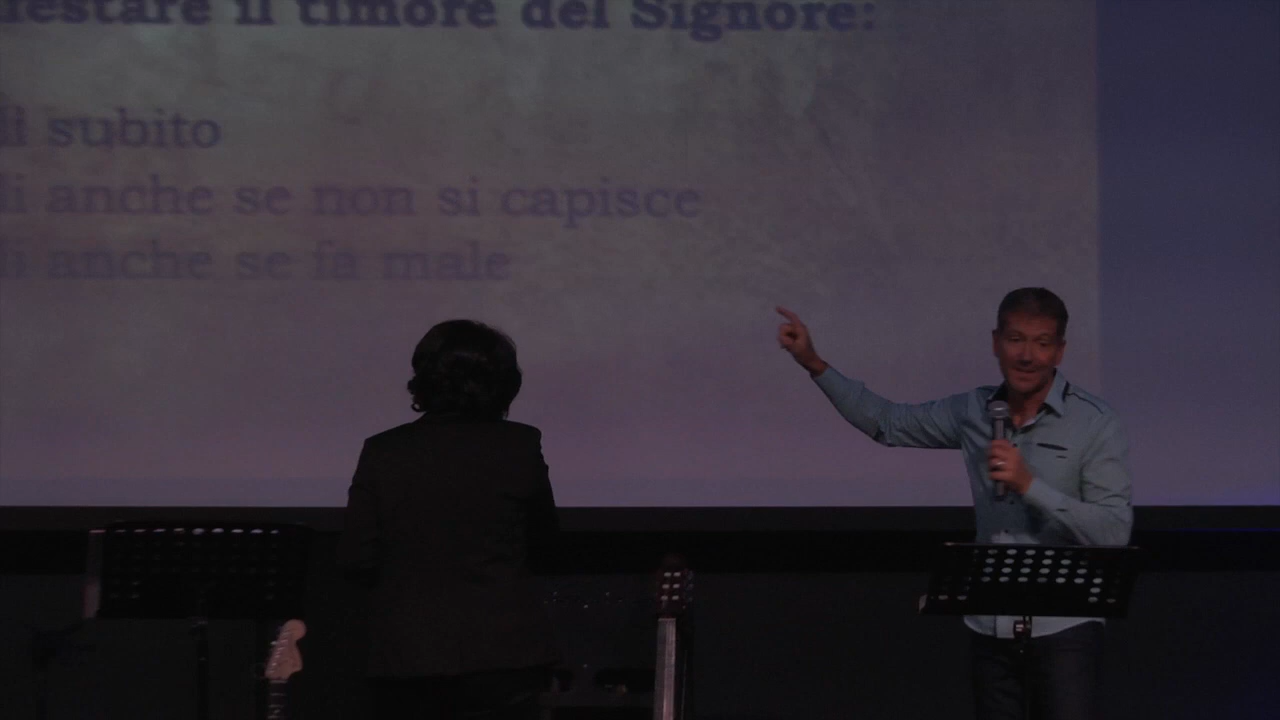 estare il timore del Signore:
subito
anche se non si capisce
anche se fa male